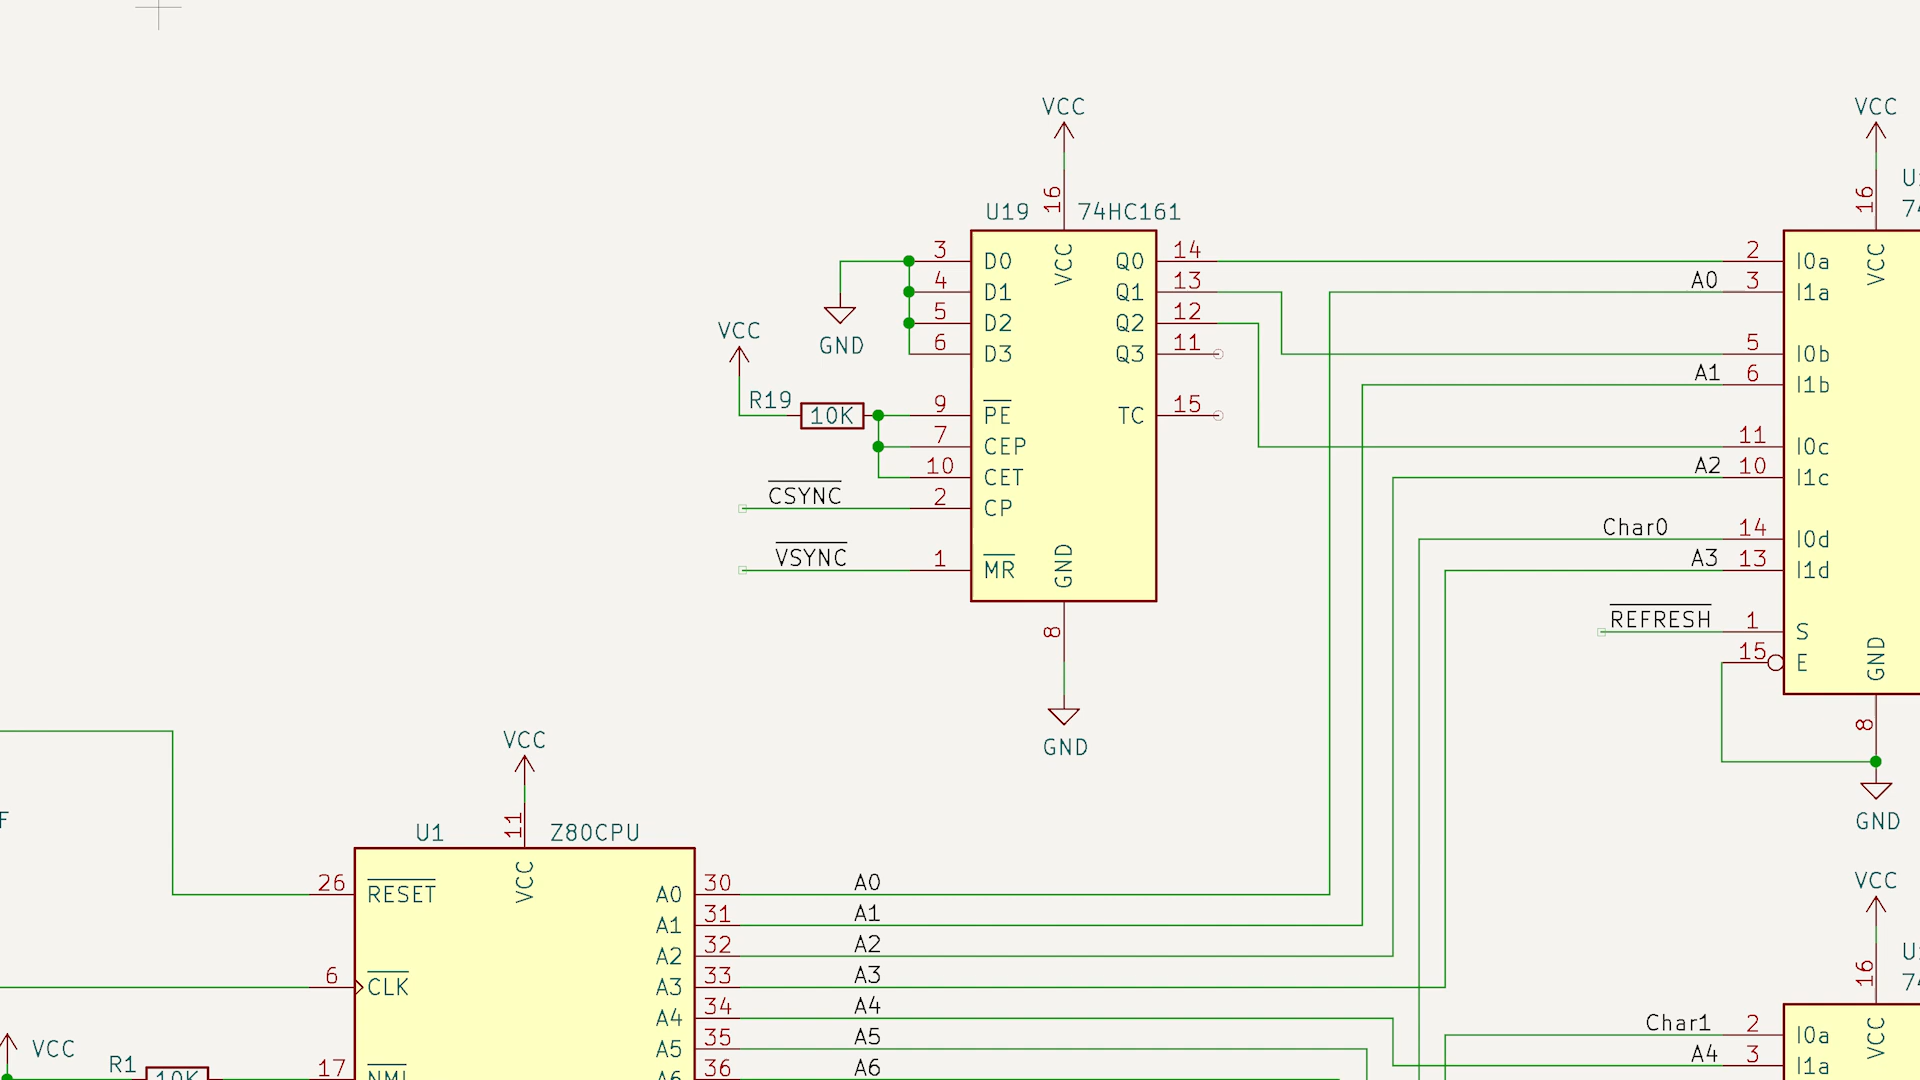 VCC
VCC
16
16
U19
74HC161
3
D0
VCC
Q0
14
2
I0a
VCC
4
D1
Q1
13
A0
3
I1a
5
D2
Q2
12
6
D3
Q3
11
5
I0b
GND
VCC
A1
6
I1b
R19
10K
9
PE
TC
15
7
CEP
11
I0c
10
CET
A2
10
I1c
CSYNC
2
CP
Char0
14
I0d
VSYNC
1
MR
GND
A3
13
I1d
8
REFRESH
1
S
15
E
GND
GND
8
GND
VCC
11
U1
Z80CPU
VCC
26
RESET
VCC
A0
30
A0
A1
31
A1
A2
32
A2
16
6
CLK
A3
33
A3
A4
34
A4
Char1
2
I0a
VCC
VCC
A5
35
A5
A4
3
I1a
R1
10K
17
NMI
A6
36
A6